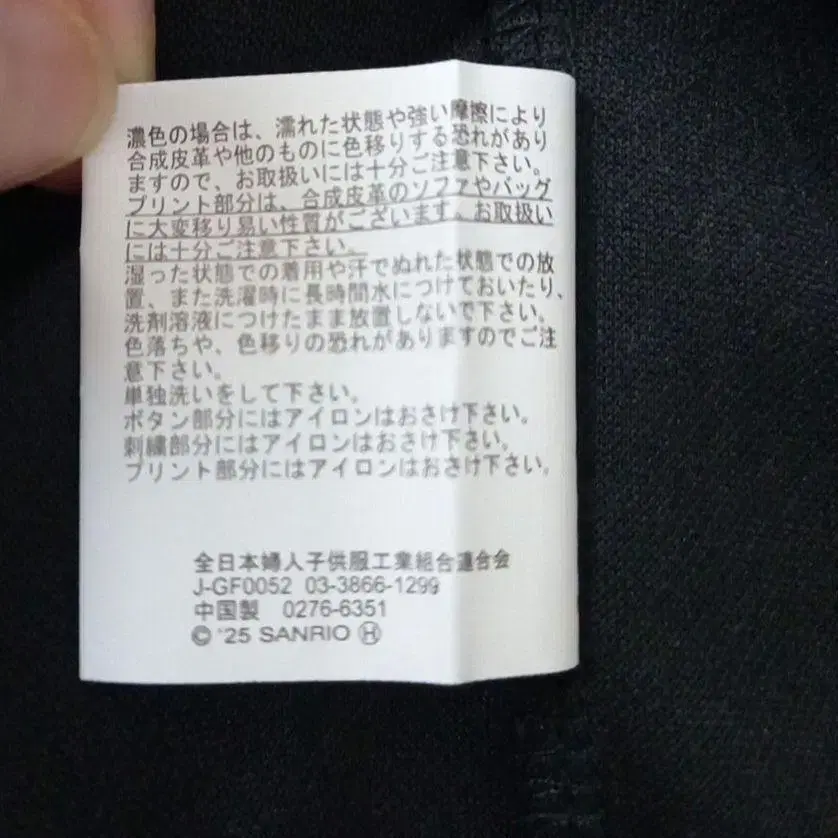 濃色の場合は、濡れた状態や強い摩擦により
合成皮革や他のものに色移りする恐れがあり
ますので、お取扱いには十分ご注意下さい。
プリント部分は、合成皮革のソファやバッグ
に大変移り易い性質がございます、お取扱い
には十分ご注意下さい。
湿った状態での着用や汗でぬれた状態での放
置、また洗濯時に長時間水につけておいたり、
洗剤溶液につけたまま放置しないで下さい。
色落ちや、色移りの恐れがありますのでご注
意下さい。
単独洗いをして下さい。
ボタン部分にはアイロンはおさけ下さい。
刺繍部分にはアイロンはおさけ下さい。
プリント部分にはアイロンはおさけ下さい。
全日本婦人子供服工業組合連合会
J-GF0052 03-3866-1299
中国製 0276-6351
© '25 SANRIO Ⓗ